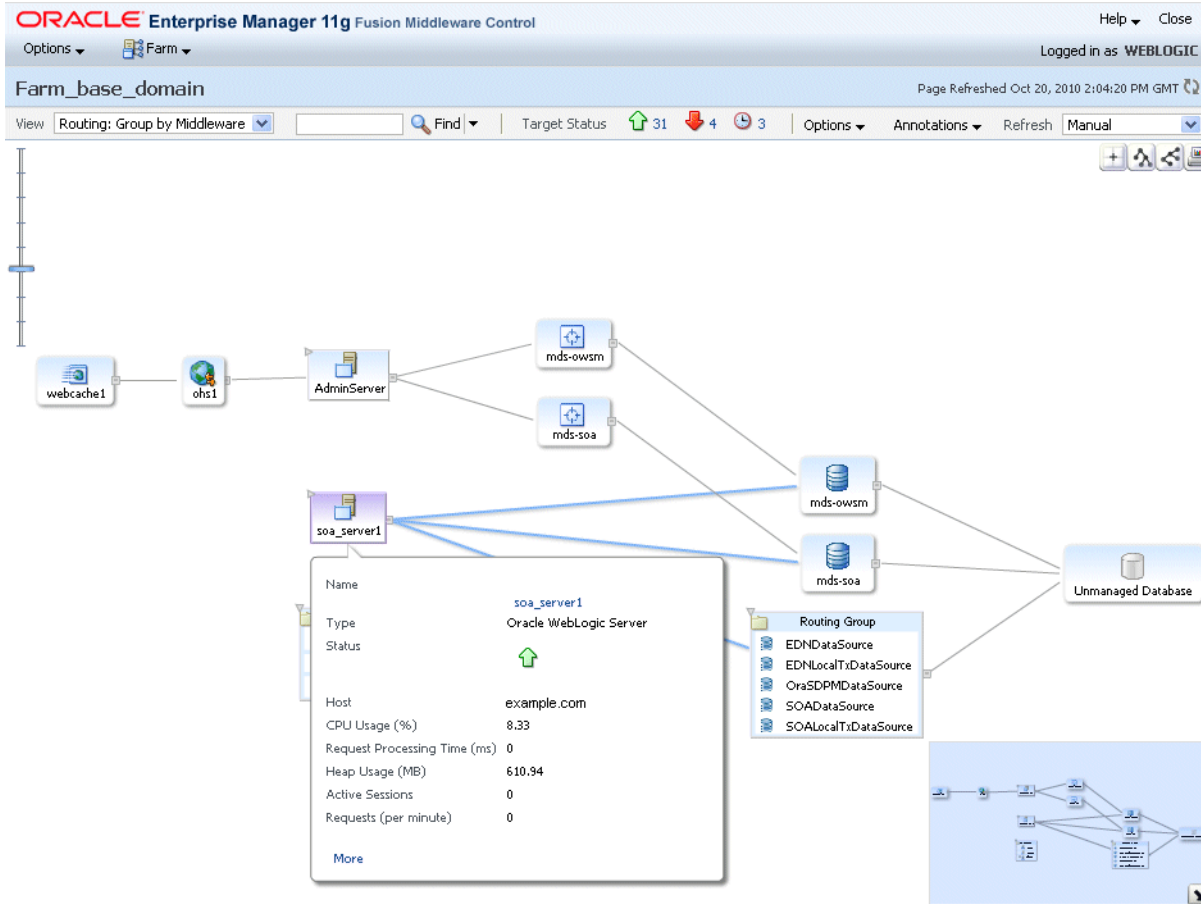 ORACLE Enterprise Manager 11g Fusion Middleware Control
Help Close
Options Farm
Logged in as WEBLOGIC
Farm_base_domain
Page Refreshed Oct 20, 2010 2:04:20 PM GMT
View Routing: Group by Middleware Find Target Status 31 4 3 Options Annotations Refresh Manual
mds-owsm
webcache1
ohs1
AdminServer
mds-soa
mds-owsm
soa_server1
mds-soa
Unmanaged Database
Name
soa_server1
Type Oracle WebLogic Server
Status
Host example.com
CPU Usage (%) 8.33
Request Processing Time (ms) 0
Heap Usage (MB) 610.94
Active Sessions 0
Requests (per minute) 0
More
Routing Group
EDNDataSource
EDNLocalTxDataSource
OraSDPMDataSource
SOADataSource
SOALocalTxDataSource